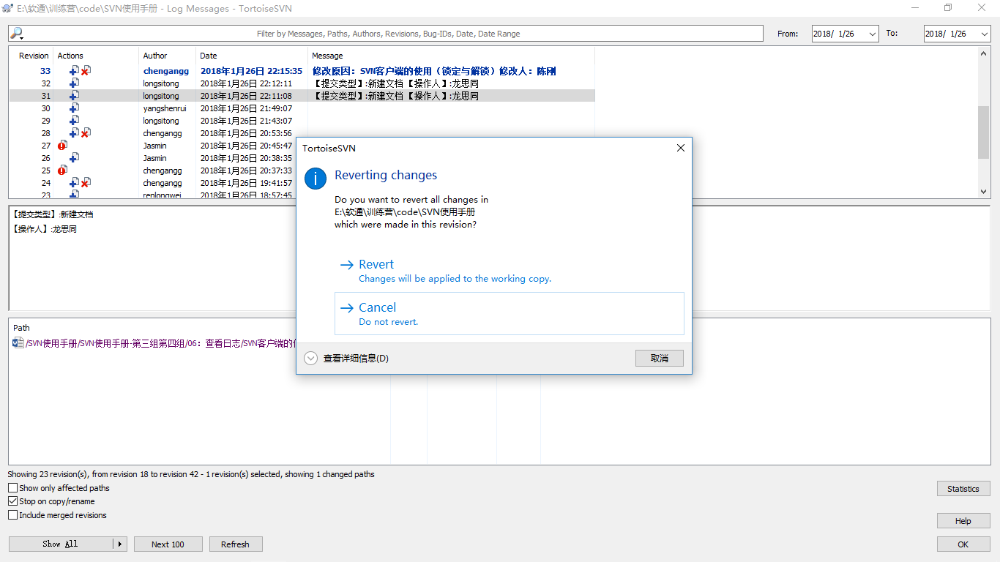 E:\软通\训练营\code\SVN使用手册 - Log Messages - TortoiseSVN
Filter by Messages, Paths, Authors, Revisions, Bug-IDs, Date, Date Range
From: 2018/ 1/26 To: 2018/ 1/26
Revision Actions Author Date Message
33 chengangg 2018年1月26日 22:15:35 修改原因：SVN客户端的使用（锁定与解锁）修改人：陈刚
32 longsitong 2018年1月26日 22:12:11 【提交类型】:新建文档 【操作人】:龙思同
31 longsitong 2018年1月26日 22:11:08 【提交类型】:新建文档 【操作人】:龙思同
30 yangshenrui 2018年1月26日 21:49:07
29 longsitong 2018年1月26日 21:43:07
28 chengangg 2018年1月26日 20:53:56
27 Jasmin 2018年1月26日 20:45:47
26 Jasmin 2018年1月26日 20:38:35
25 chengangg 2018年1月26日 20:37:33
24 chengangg 2018年1月26日 19:41:57
23 renlongwei 2018年1月26日 18:57:45
TortoiseSVN
Reverting changes
Do you want to revert all changes in
E:\软通\训练营\code\SVN使用手册
which were made in this revision?
Revert
Changes will be applied to the working copy.
Cancel
Do not revert.
查看详细信息(D)
取消
【提交类型】:新建文档
【操作人】:龙思同
Path
/SVN使用手册/SVN使用手册-第三组第四组/06：查看日志/SVN客户端的
Showing 23 revision(s), from revision 18 to revision 42 - 1 revision(s) selected, showing 1 changed paths
Show only affected paths
Statistics
Stop on copy/rename
Include merged revisions
Help
Show All
Next 100
Refresh
OK